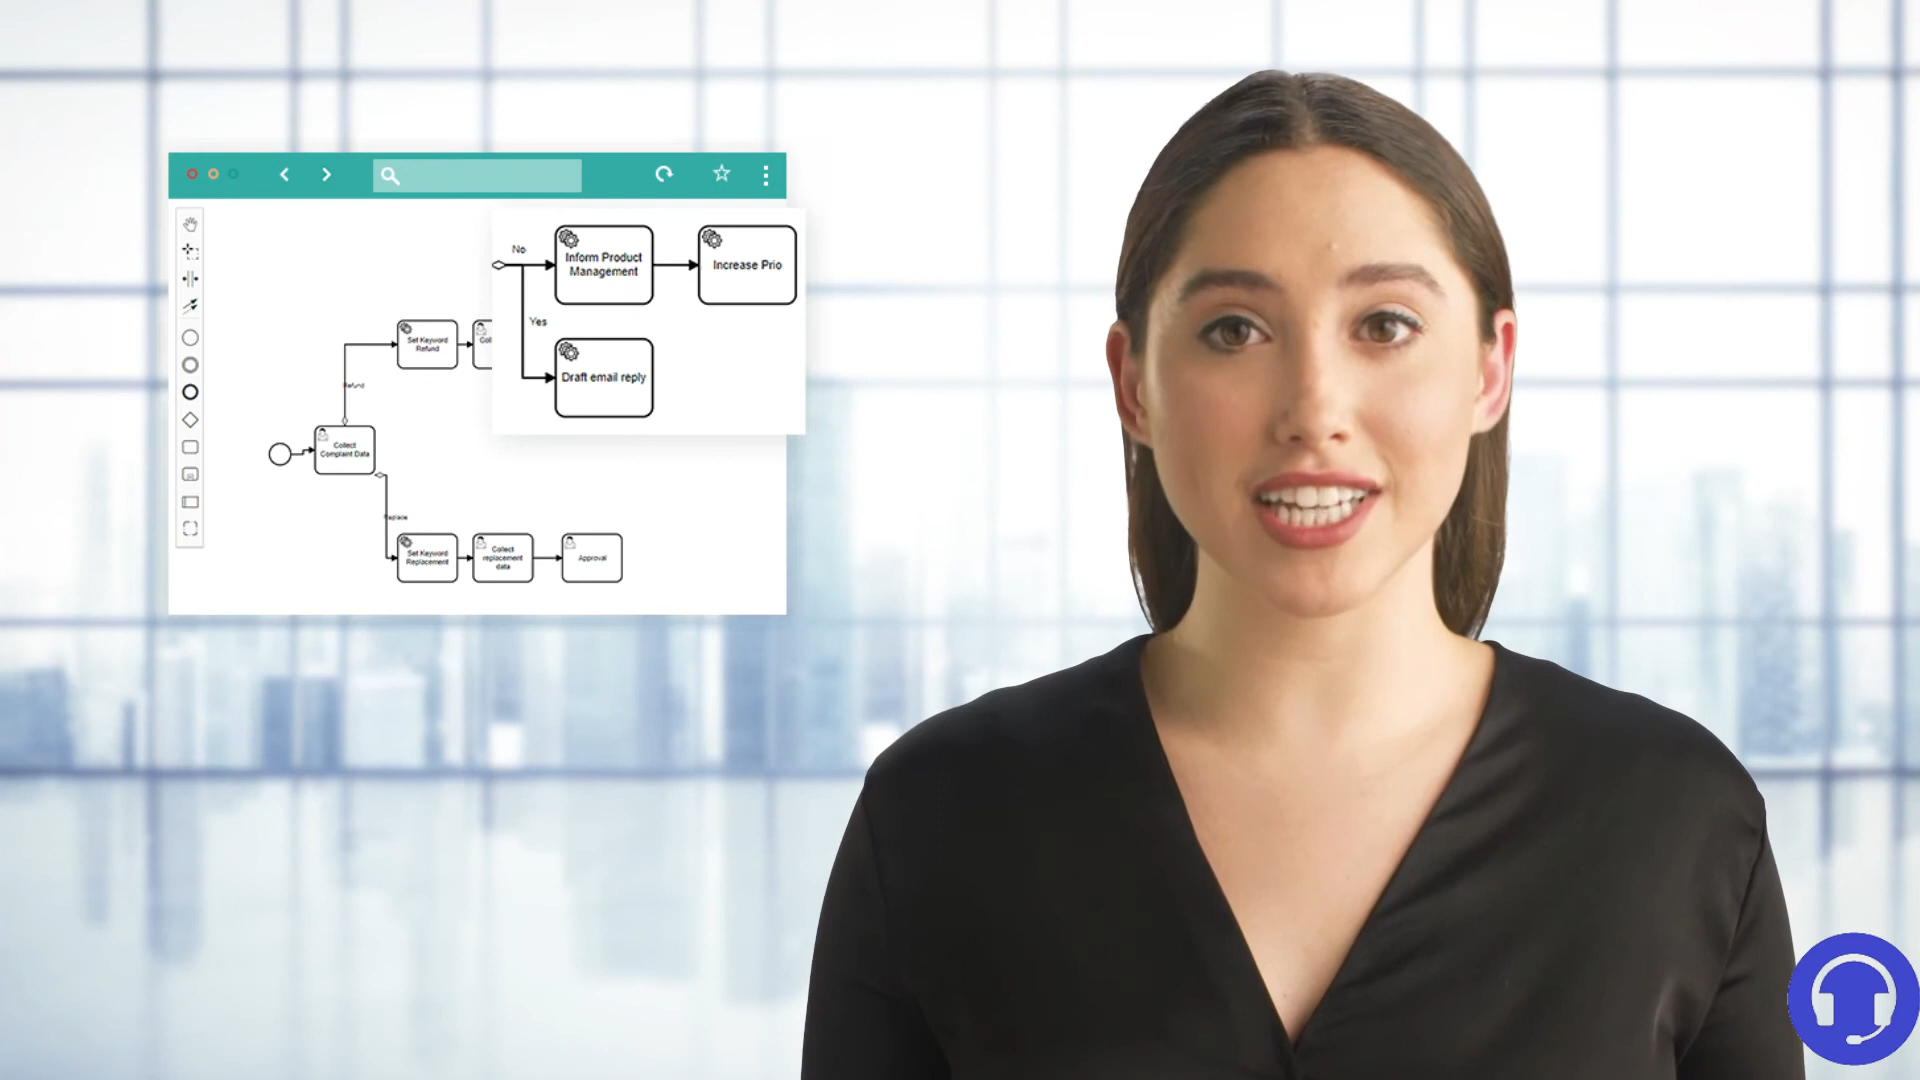 No
Inform Product
Management
Increase Prio
Yes
Draft email reply
Set Keyword
Refund
Refund
Collect
Complaint Data
Replace
Set Keyword
Replacement
Collect
replacement
data
Approval